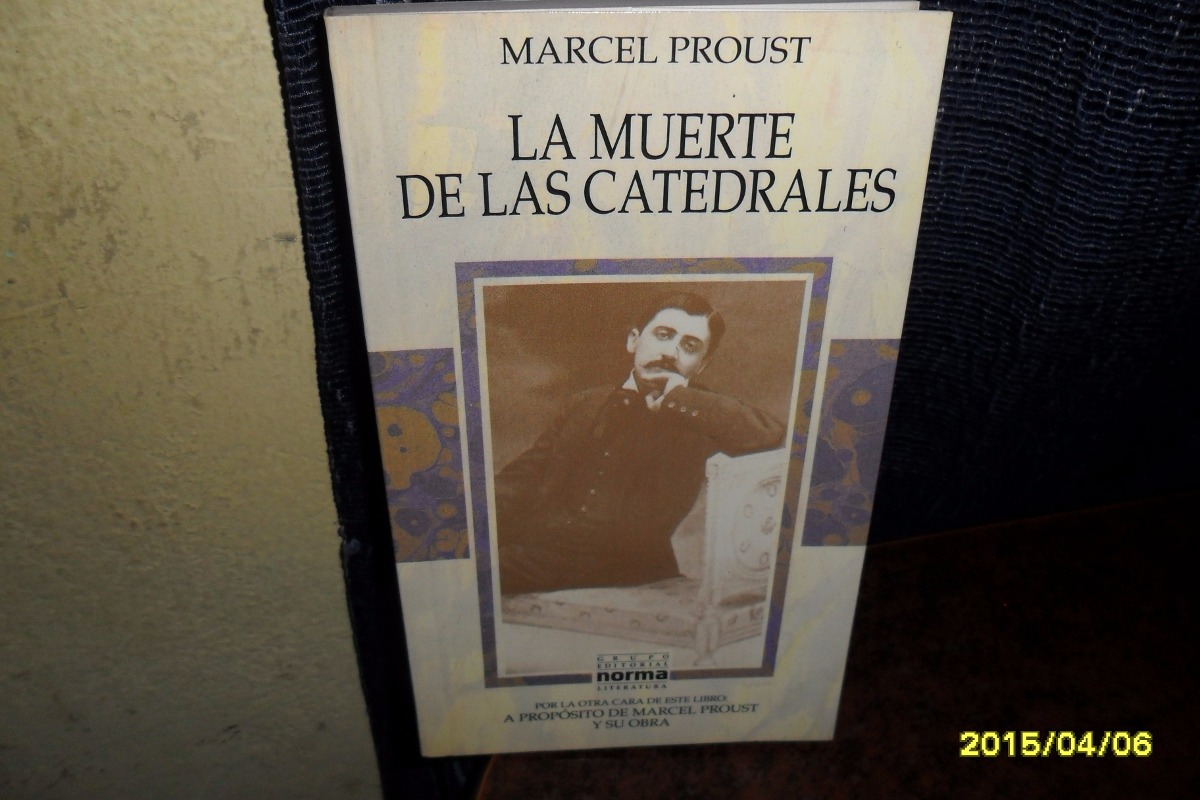 MARCEL PROUST
LA MUERTE
DE LAS CATEDRALES
GRUPO
EDITORIAL
norma
LITERATURA
POR LA OTRA CARA DE ESTE LIBRO:
A PROPÓSITO DE MARCEL PROUST
Y SU OBRA
2015/04/06